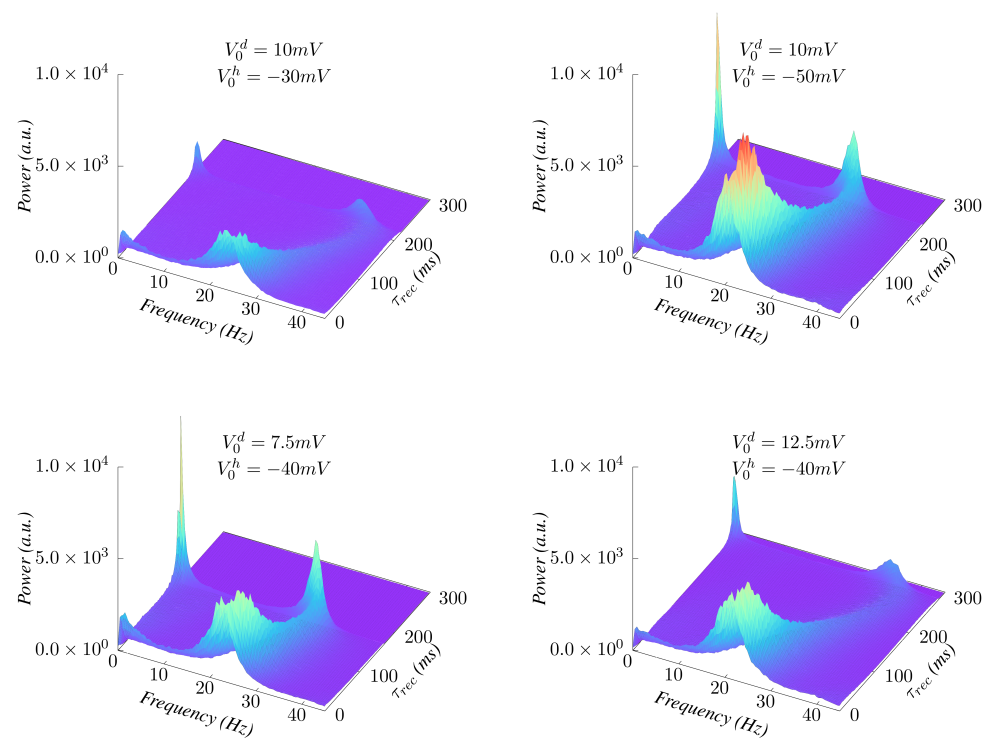 V_0^d = 10mV
V_0^h = −30mV
1.0 × 10^4
5.0 × 10^3
0.0 × 10^0
Power (a.u.)
0
10
20
30
40
Frequency (Hz)
0
100
200
300
τ_rec (ms)
V_0^d = 10mV
V_0^h = −50mV
1.0 × 10^4
5.0 × 10^3
0.0 × 10^0
Power (a.u.)
0
10
20
30
40
Frequency (Hz)
0
100
200
300
τ_rec (ms)
V_0^d = 7.5mV
V_0^h = −40mV
1.0 × 10^4
5.0 × 10^3
0.0 × 10^0
Power (a.u.)
0
10
20
30
40
Frequency (Hz)
0
100
200
300
τ_rec (ms)
V_0^d = 12.5mV
V_0^h = −40mV
1.0 × 10^4
5.0 × 10^3
0.0 × 10^0
Power (a.u.)
0
10
20
30
40
Frequency (Hz)
0
100
200
300
τ_rec (ms)